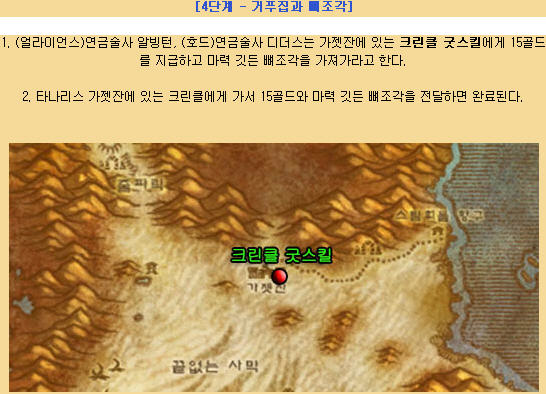 [4단계 - 거푸집과 뼈조각]
1. (얼라이언스)연금술사 알빙턴, (호드)연금술사 디더스는 가젯잔에 있는 크린클 굿스킬에게 15골드
를 지급하고 마력 깃든 뼈조각을 가져가라고 한다.
2. 타나리스 가젯잔에 있는 크린클에게 가서 15골드와 마력 깃든 뼈조각을 전달하면 완료된다.
줄파락
스팀휘들 항구
크린클 굿스킬
가젯잔
끝없는 사막